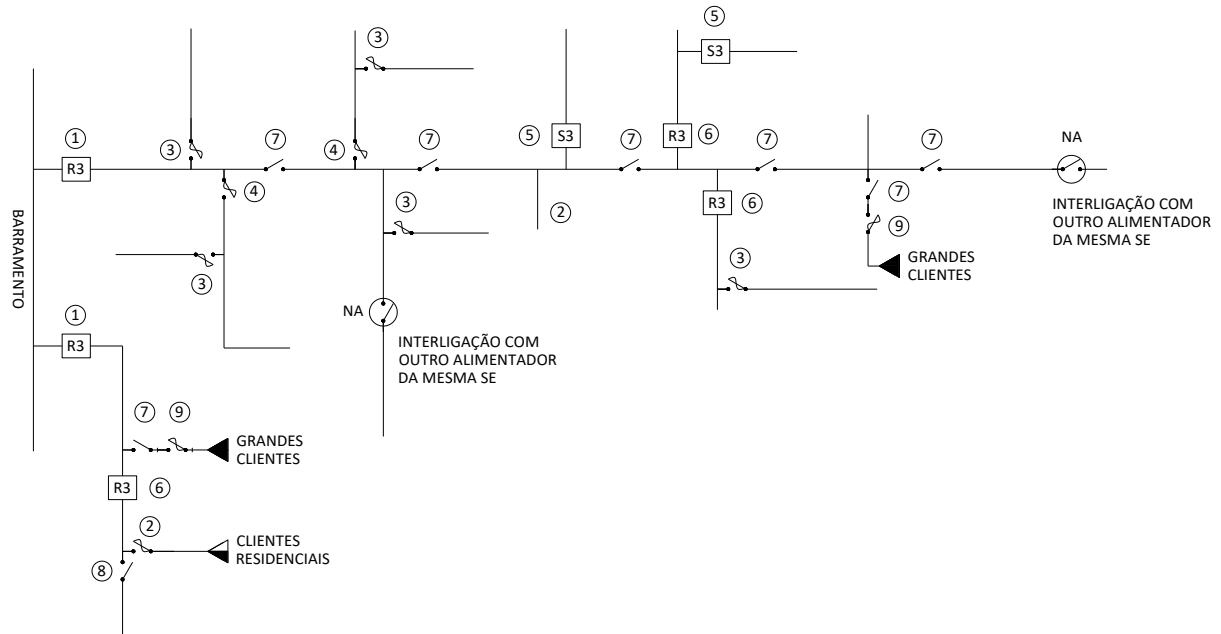 5
S3
3
1
R3
3
7
4
7
5
S3
7
R3
6
7
7
NA
INTERLIGAÇÃO COM
OUTRO ALIMENTADOR
DA MESMA SE
4
3
2
R3
6
7
9
GRANDES
CLIENTES
3
3
BARRAMENTO
1
R3
NA
INTERLIGAÇÃO COM
OUTRO ALIMENTADOR
DA MESMA SE
7
9
GRANDES
CLIENTES
R3
6
2
CLIENTES
RESIDENCIAIS
8